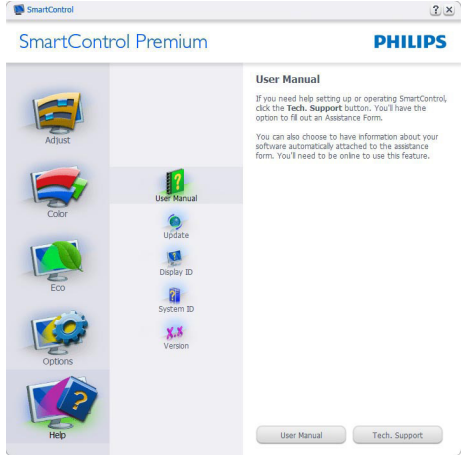 SmartControl
? x
SmartControl Premium
PHILIPS
Adjust
Color
Eco
Options
Help
User Manual
Update
Display ID
System ID
X.X
Version
User Manual
If you need help setting up or operating SmartControl,
click the Tech. Support button. You'll have the
option to fill out an Assistance Form.
You can also choose to have information about your
software automatically attached to the assistance
form. You'll need to be online to use this feature.
User Manual
Tech. Support